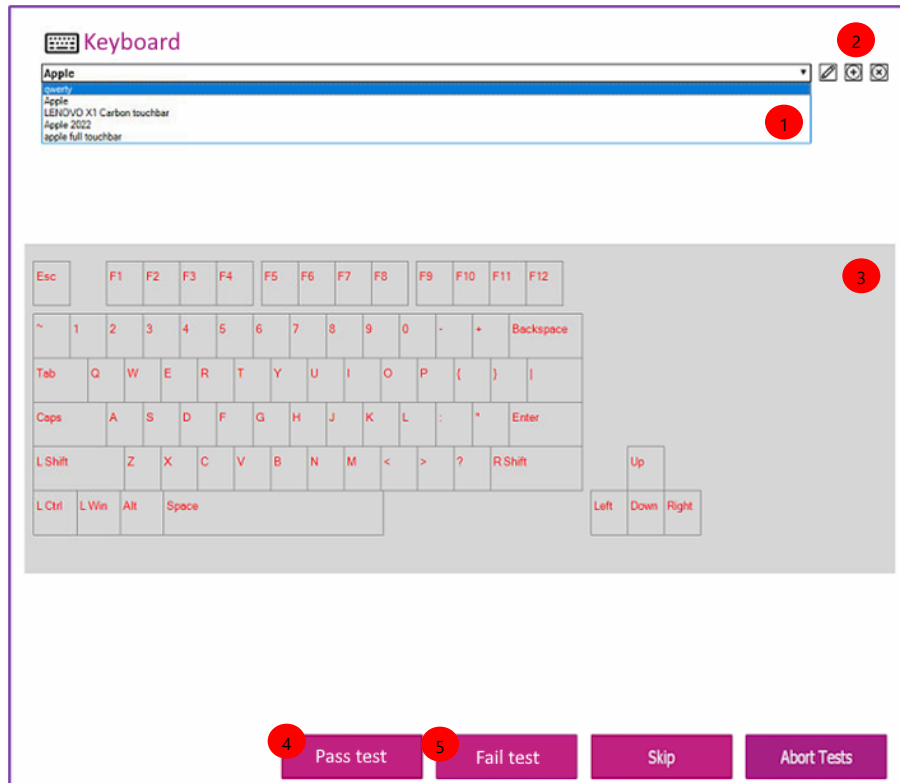 Keyboard
2
Apple
qwerty
Apple
LENOVO X1 Carbon touchbar
Apple 2022
apple full touchbar
1
Esc F1 F2 F3 F4 F5 F6 F7 F8 F9 F10 F11 F12
3
~ 1 2 3 4 5 6 7 8 9 0 - + Backspace
Tab Q W E R T Y U I O P { } |
Caps A S D F G H J K L : " Enter
L Shift Z X C V B N M < > ? R Shift Up
L Ctrl L Win Alt Space Left Down Right
4 Pass test 5 Fail test Skip Abort Tests